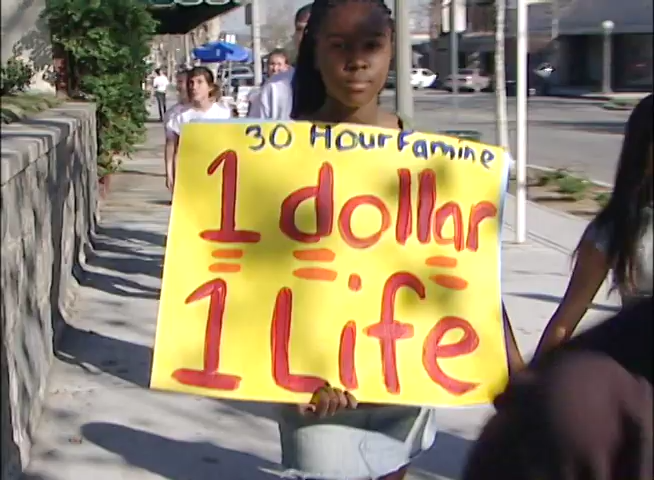 30 Hour Famine
1 dollar
= = =
1 Life